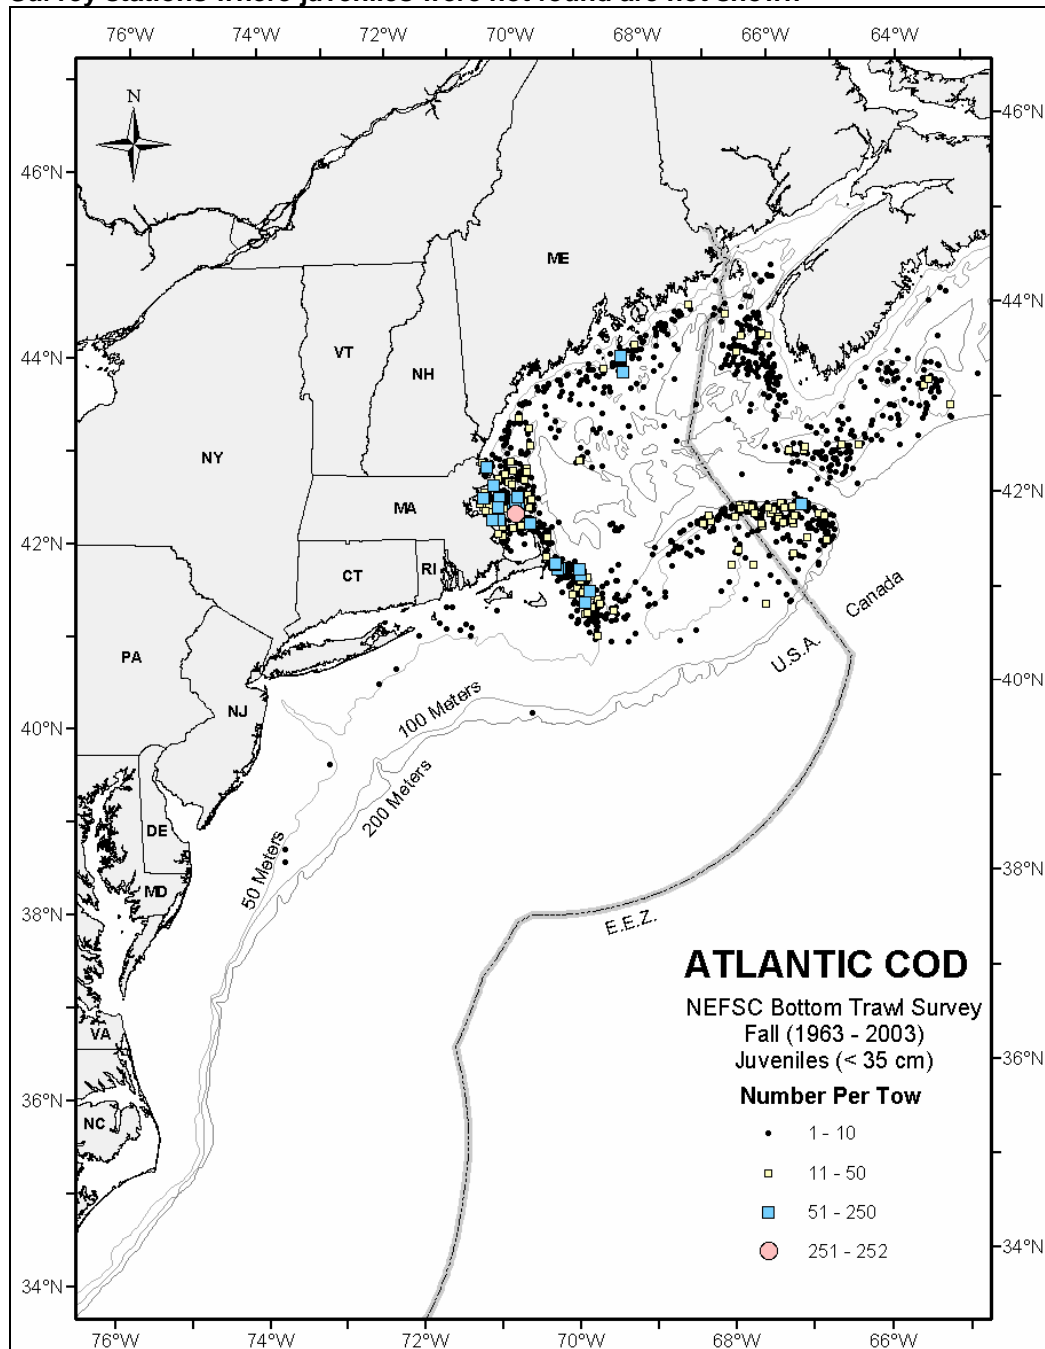 Survey stations where juveniles were not found are not shown.
76°W 74°W 72°W 70°W 68°W 66°W 64°W
N
46°N
46°N
ME
44°N
44°N
VT
NH
NY
42°N
MA
42°N
CT
RI
Canada
U.S.A.
PA
40°N
NJ
100 Meters
40°N
200 Meters
DE
50 Meters
38°N
MD
38°N
E.E.Z.
ATLANTIC COD
NEFSC Bottom Trawl Survey
Fall (1963 - 2003)
Juveniles (< 35 cm)
VA
36°N
36°N
Number Per Tow
NC
1 - 10
11 - 50
51 - 250
34°N
251 - 252
34°N
76°W 74°W 72°W 70°W 68°W 66°W